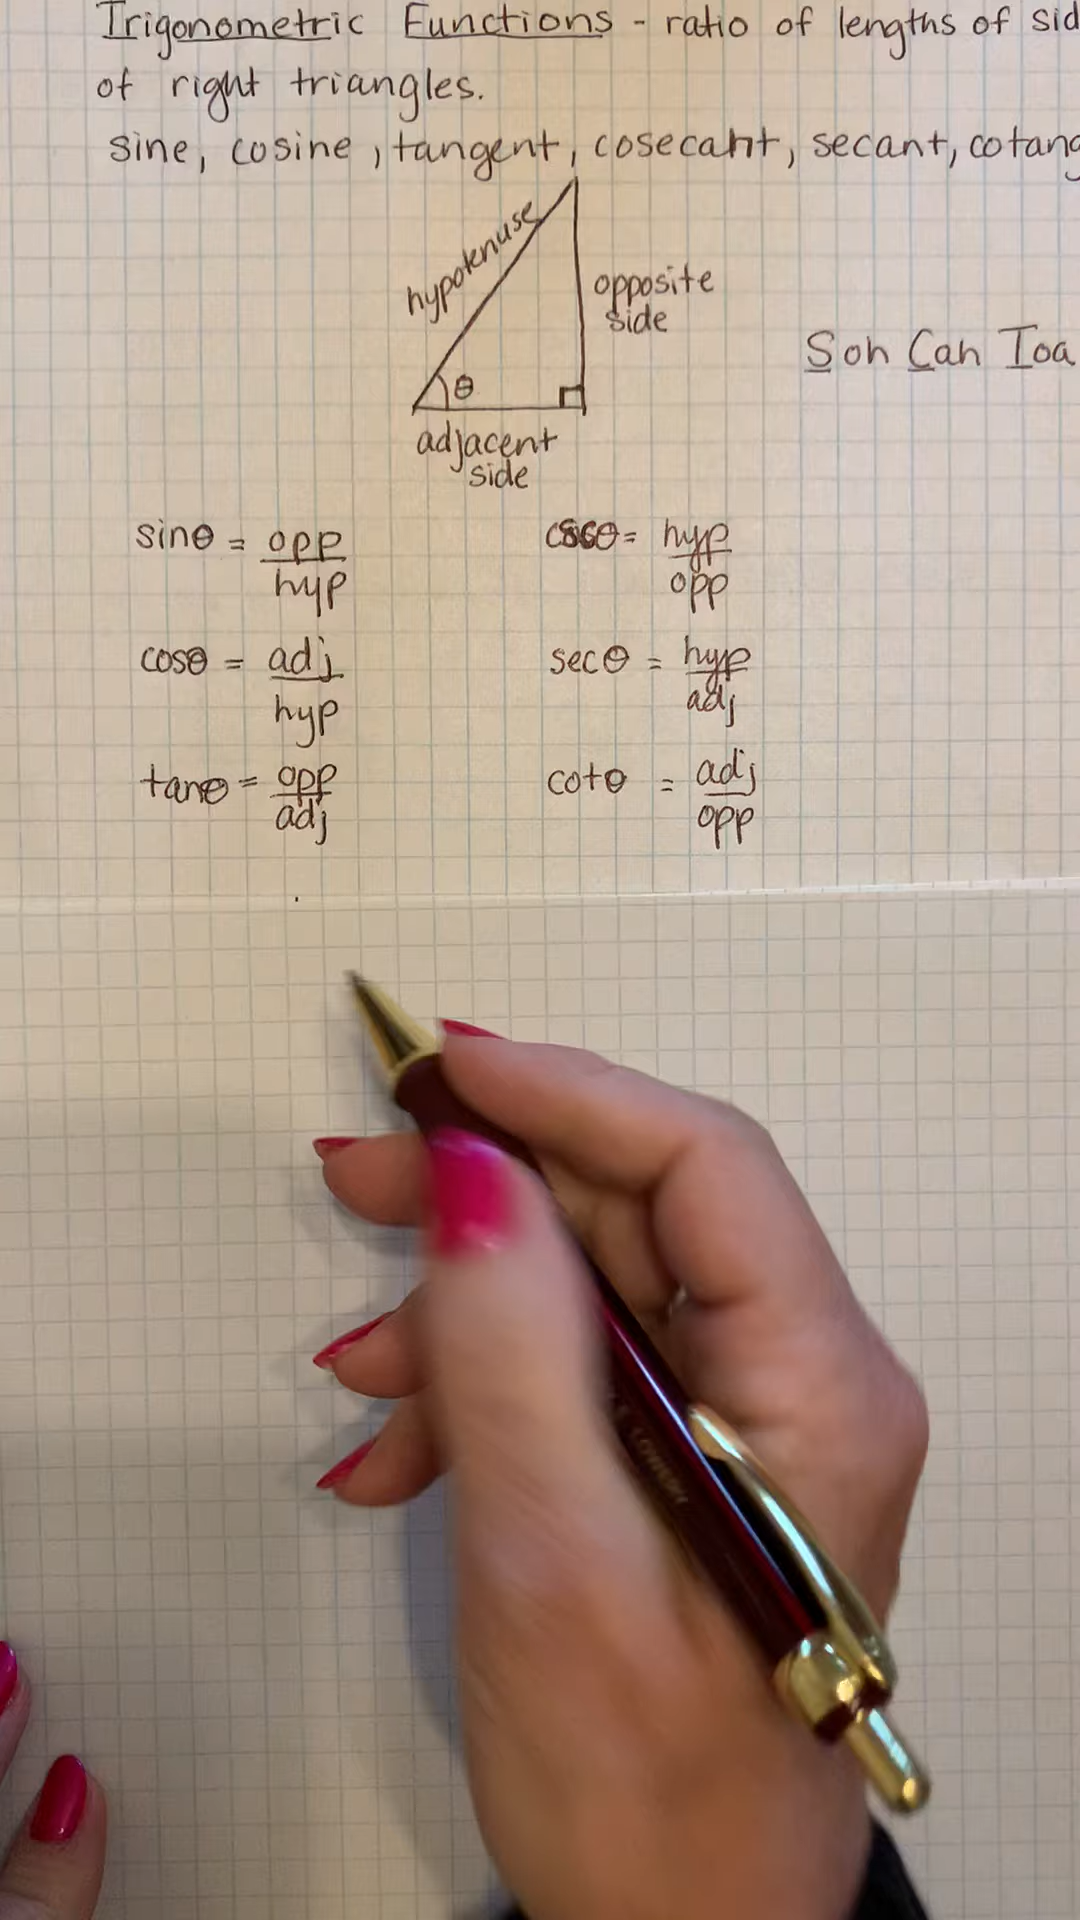 Trigonometric Functions - ratio of lengths of sid
of right triangles.
sine, cosine, tangent, cosecant, secant, cotang
hypotenuse
opposite
side
θ
Soh Cah Toa
adjacent
side
sinθ = opp
hyp
cscθ = hyp
opp
cosθ = adj
hyp
secθ = hyp
adj
tanθ = opp
adj
cotθ = adj
opp